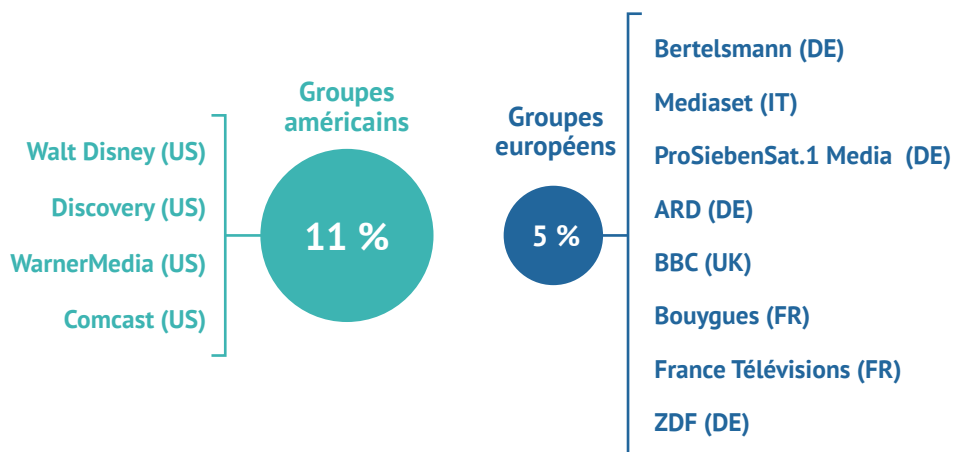 Groupes
américains
Walt Disney (US)
Discovery (US)
WarnerMedia (US)
Comcast (US)
11 %
Groupes
européens
5 %
Bertelsmann (DE)
Mediaset (IT)
ProSiebenSat.1 Media (DE)
ARD (DE)
BBC (UK)
Bouygues (FR)
France Télévisions (FR)
ZDF (DE)